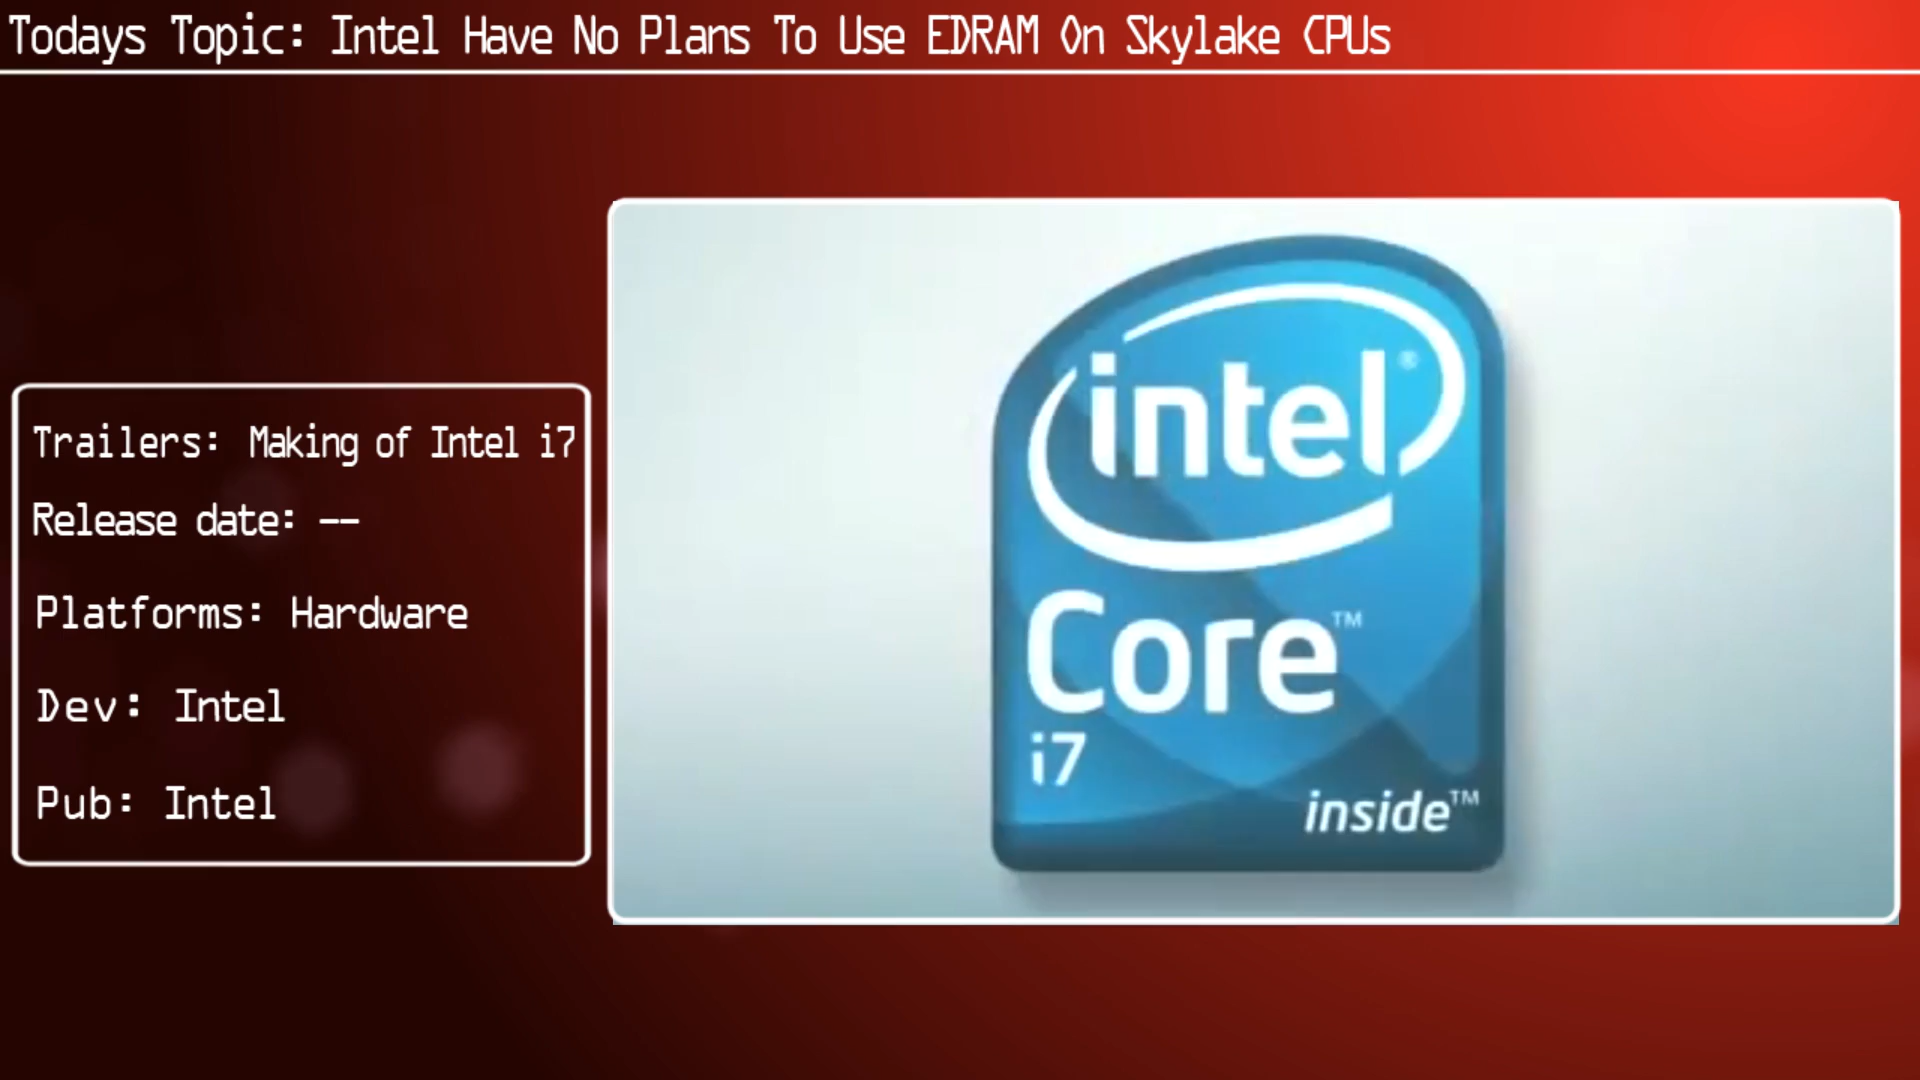 Todays Topic: Intel Have No Plans To Use EDRAM On Skylake CPUs
Trailers: Making of Intel i7
Release date: --
Platforms: Hardware
Dev: Intel
Pub: Intel
intel®
Core™
i7
inside™